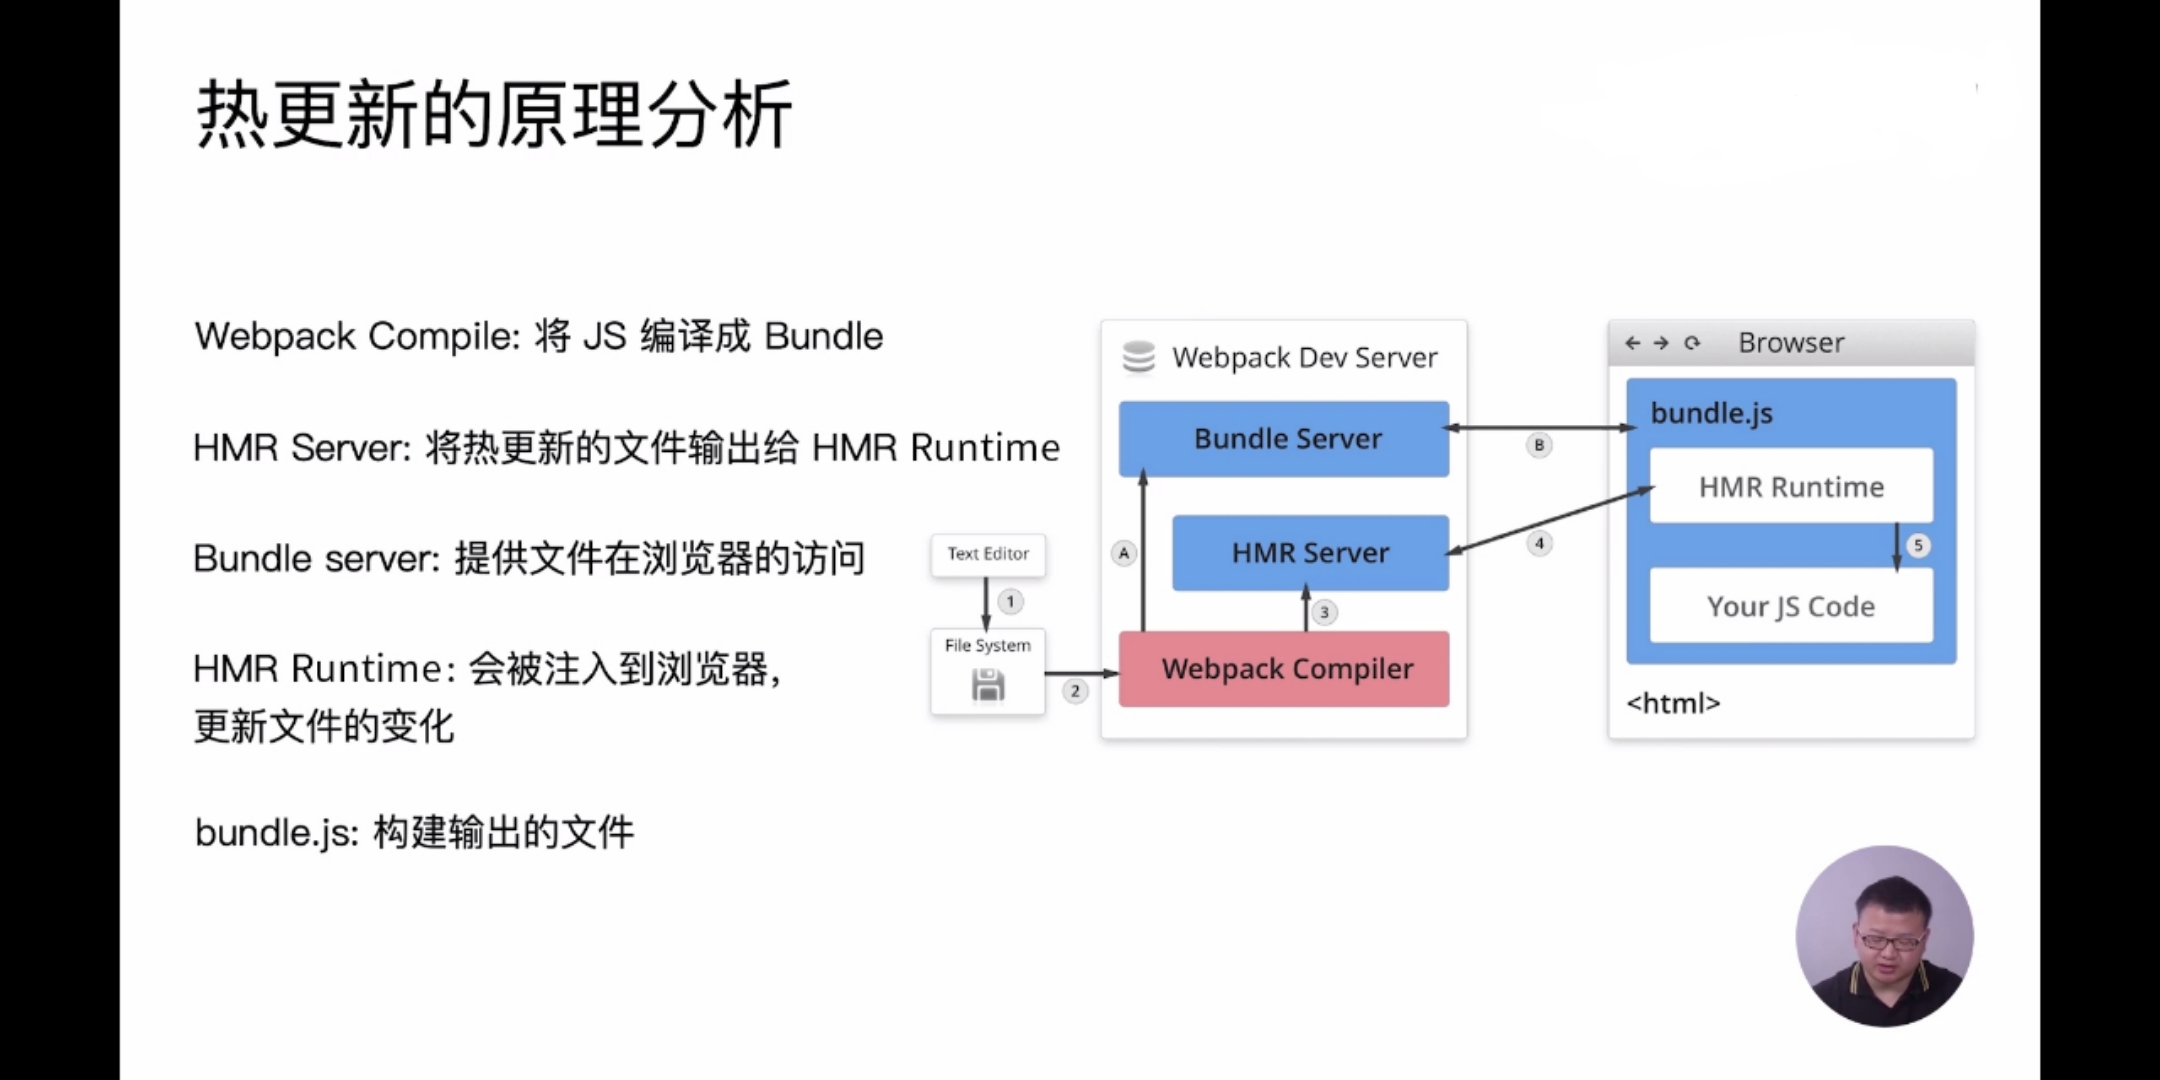 热更新的原理分析
Webpack Compile: 将 JS 编译成 Bundle
HMR Server: 将热更新的文件输出给 HMR Runtime
Bundle server: 提供文件在浏览器的访问
HMR Runtime: 会被注入到浏览器，
更新文件的变化
bundle.js: 构建输出的文件
Text Editor
1
File System
2
Webpack Dev Server
Bundle Server
A
HMR Server
3
Webpack Compiler
B
4
Browser
bundle.js
HMR Runtime
5
Your JS Code
<html>